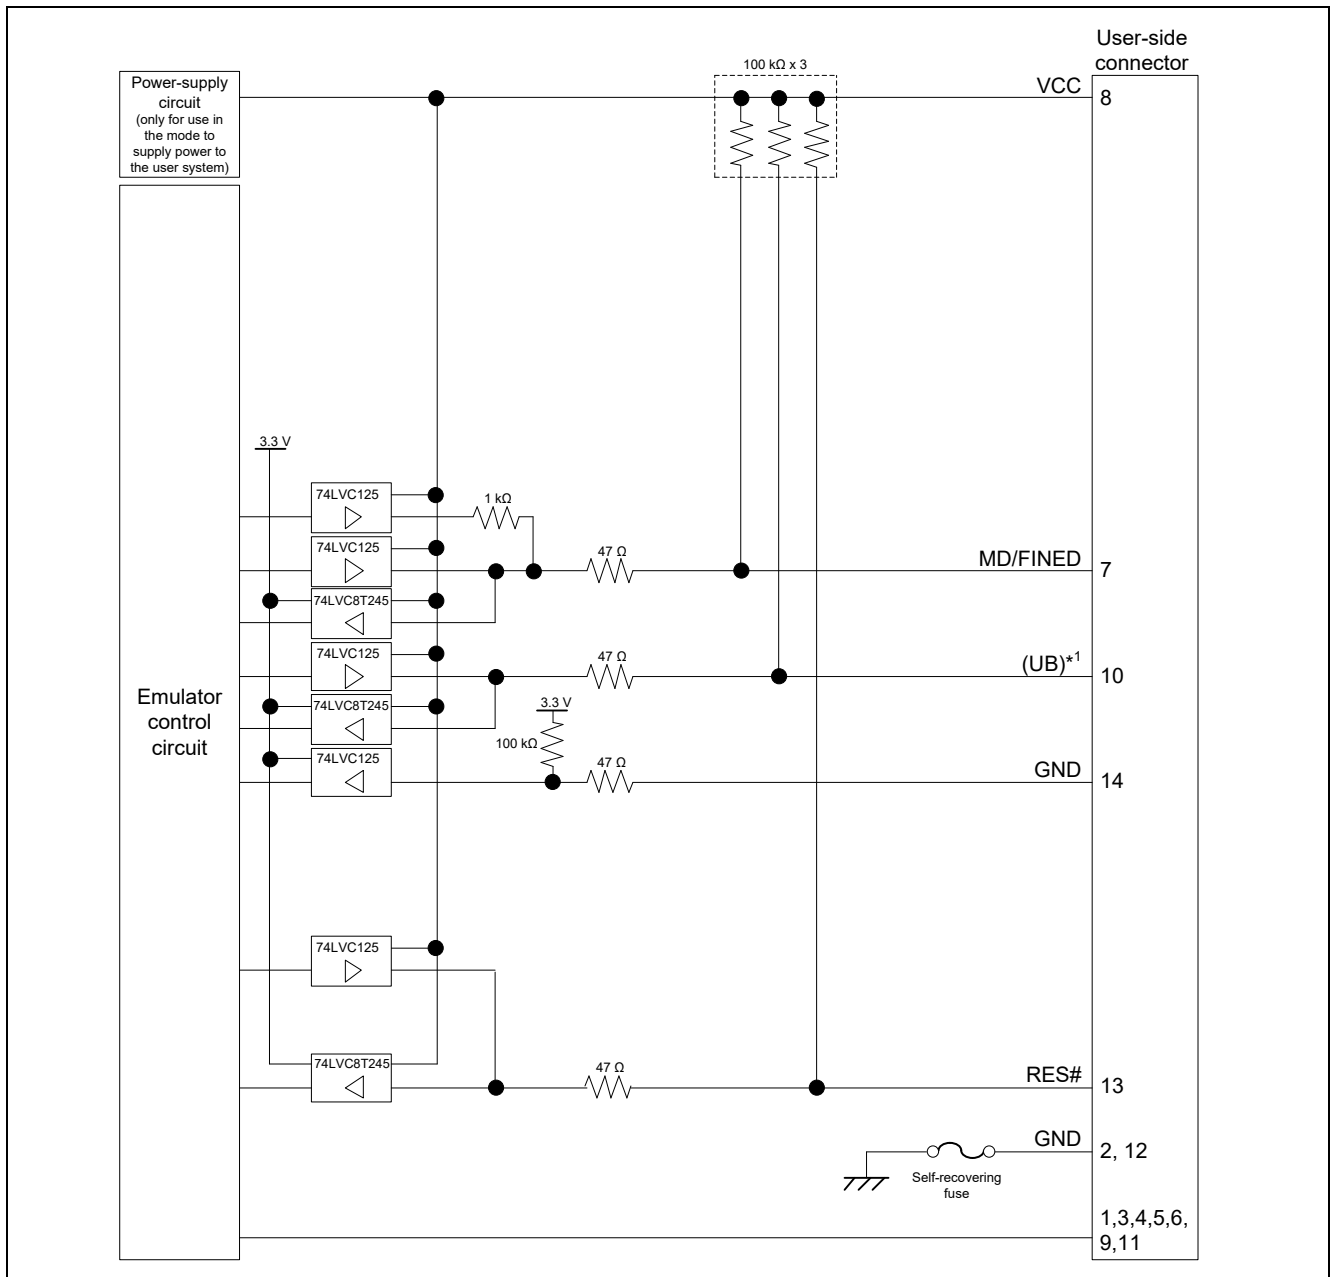 User-side
connector
Power-supply
circuit
(only for use in
the mode to
supply power to
the user system)
100 kΩ x 3
VCC
8
3.3 V
74LVC125
1 kΩ
74LVC125
47 Ω
MD/FINED
7
74LVC8T245
74LVC125
47 Ω
(UB)*1
10
74LVC8T245
3.3 V
100 kΩ
74LVC125
47 Ω
GND
14
Emulator
control
circuit
74LVC125
74LVC8T245
47 Ω
RES#
13
GND
2, 12
Self-recovering
fuse
1,3,4,5,6,
9,11